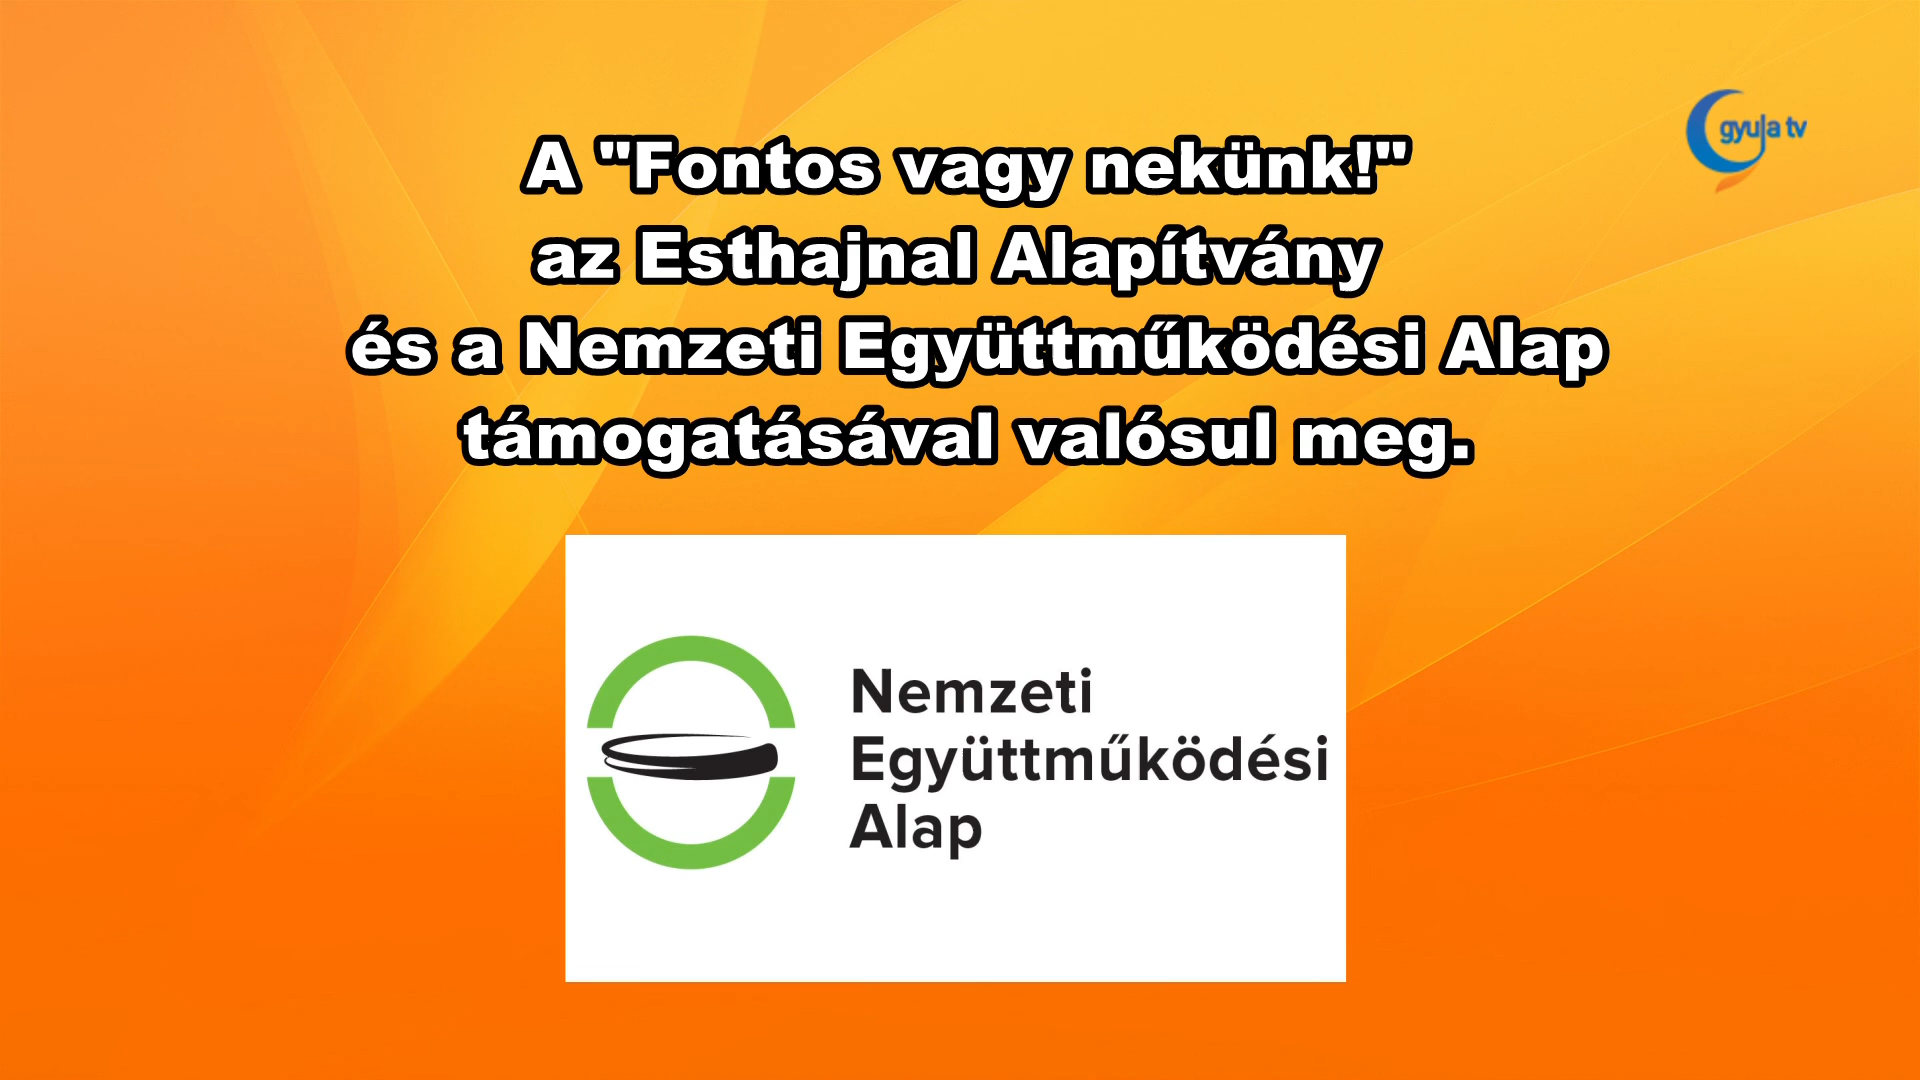 gyula tv
A "Fontos vagy nekünk!"
az Esthajnal Alapítvány
és a Nemzeti Együttműködési Alap
támogatásával valósul meg.
Nemzeti
Együttműködési
Alap